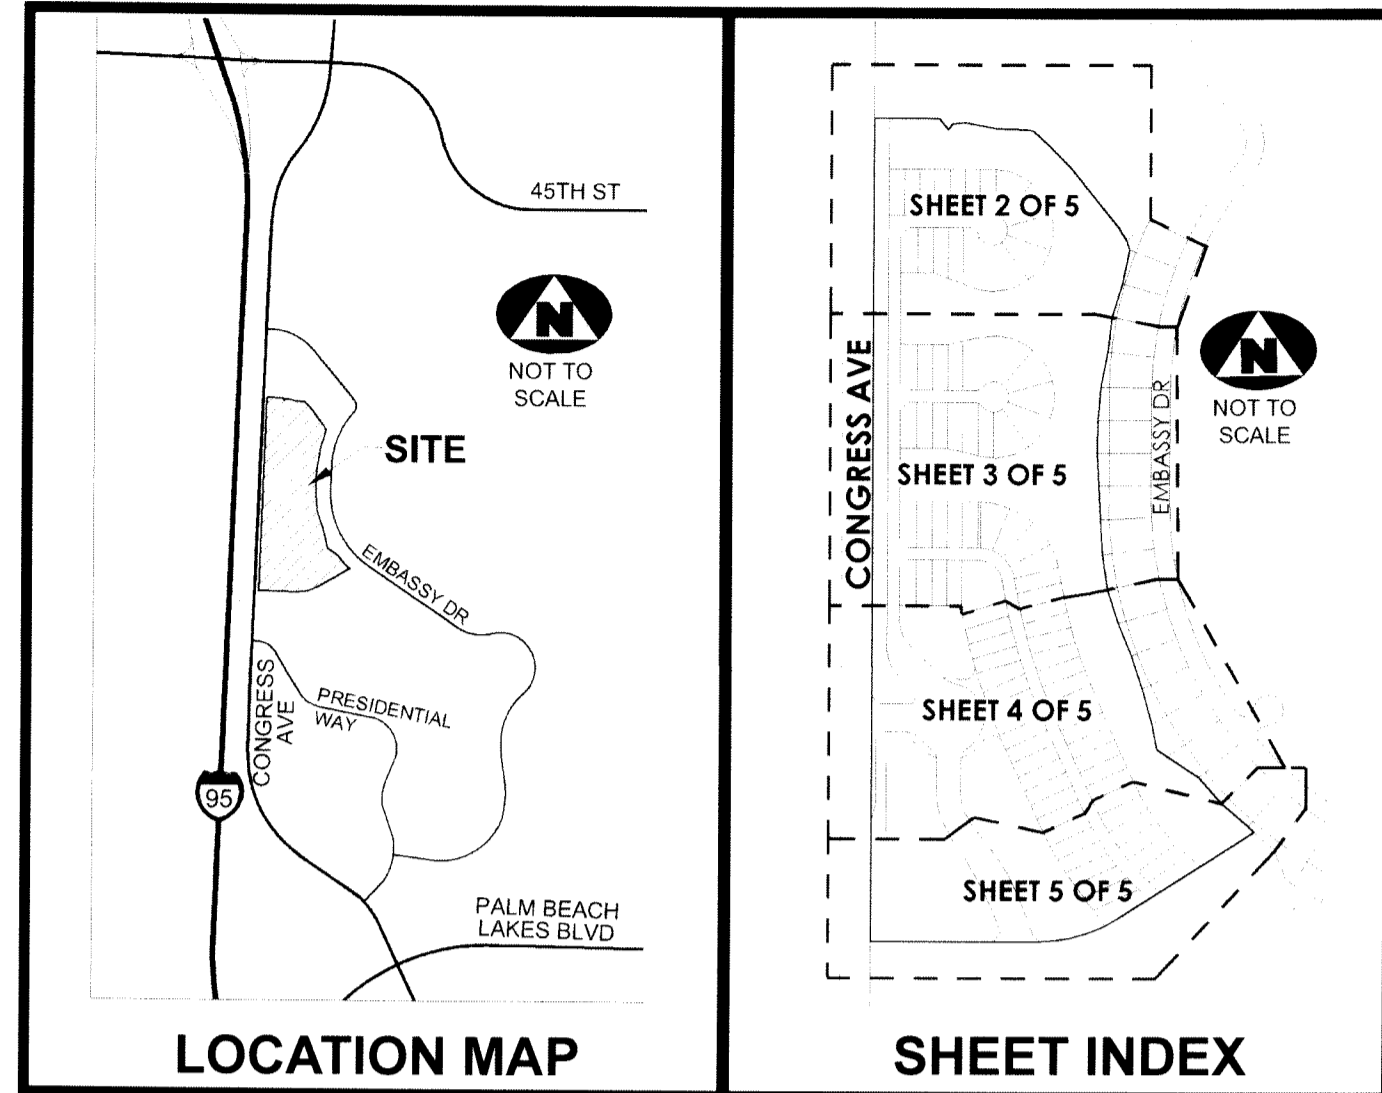 45TH ST
N
NOT TO
SCALE
SITE
EMBASSY DR
CONGRESS
AVE
PRESIDENTIAL
WAY
95
PALM BEACH
LAKES BLVD
LOCATION MAP
SHEET 2 OF 5
N
NOT TO
SCALE
CONGRESS AVE
EMBASSY DR
SHEET 3 OF 5
SHEET 4 OF 5
SHEET 5 OF 5
SHEET INDEX